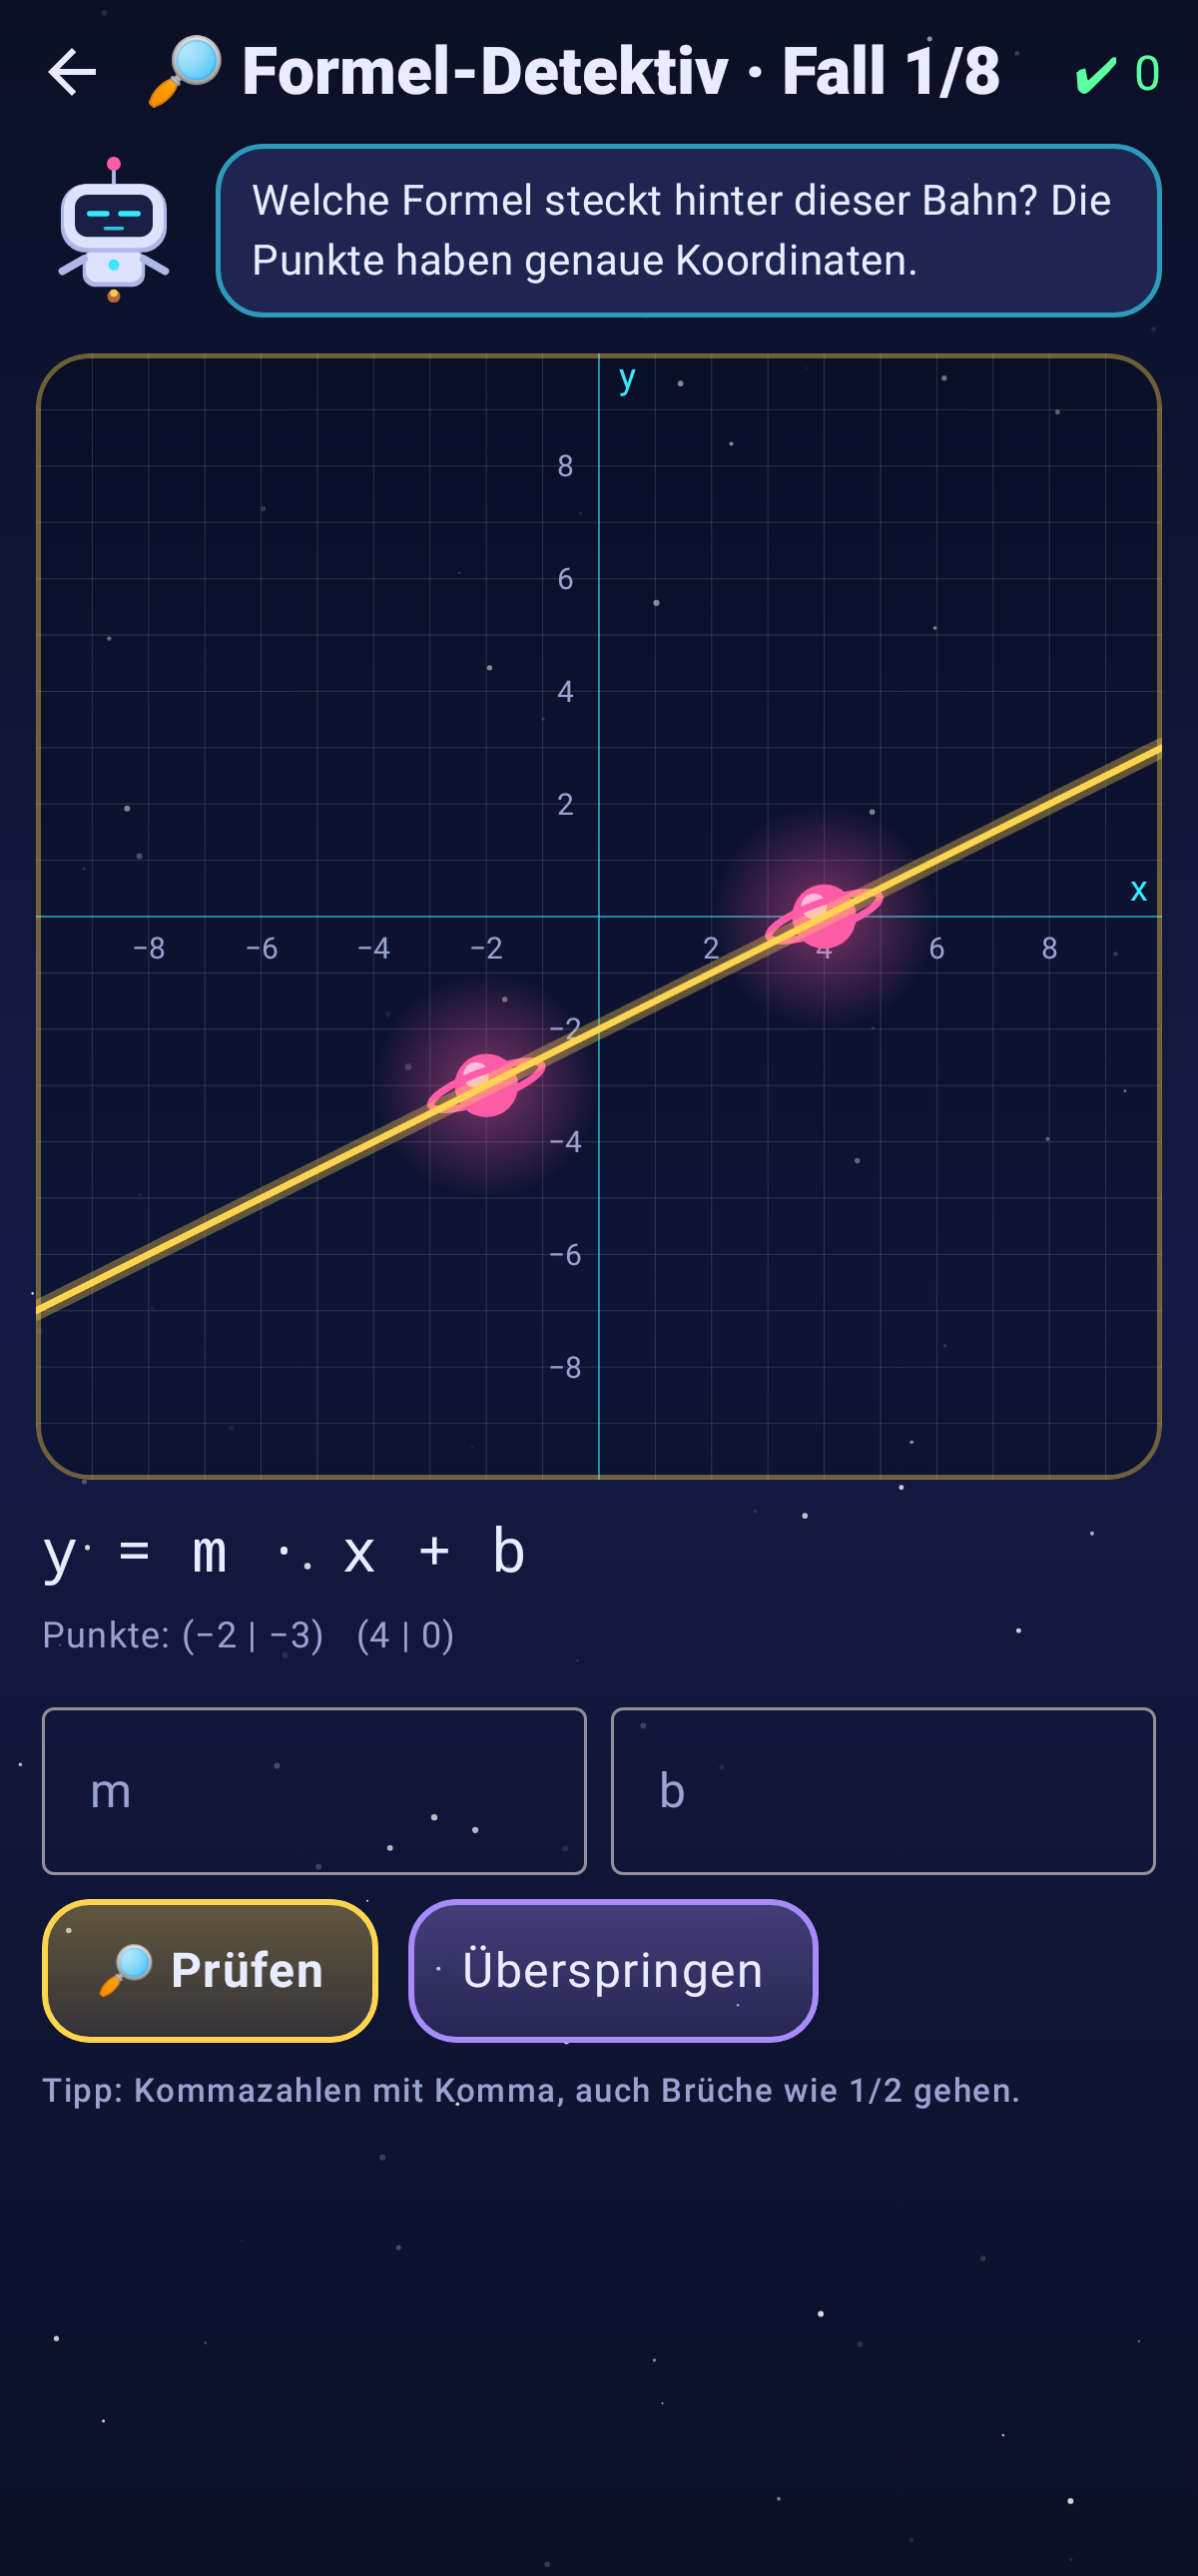 🔎 Formel-Detektiv · Fall 1/8 ✔ 0
Welche Formel steckt hinter dieser Bahn? Die
Punkte haben genaue Koordinaten.
y
8
6
4
2
x
−8 −6 −4 −2 2 4 6 8
−2
−4
−6
−8
y = m · x + b
Punkte: (−2 | −3) (4 | 0)
m b
🔎 Prüfen Überspringen
Tipp: Kommazahlen mit Komma, auch Brüche wie 1/2 gehen.